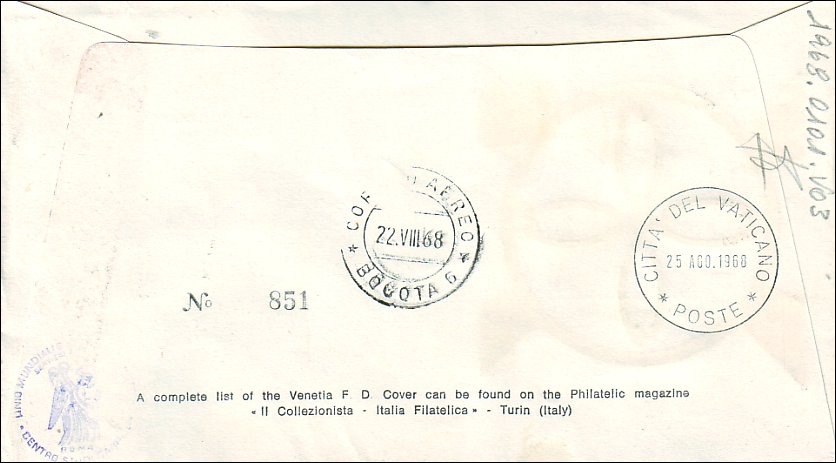 1968.0101.V03
AEREO
22.VIII.68
BOGOTA 6
CITTA' DEL VATICANO
25 AGO.1968
POSTE
No 851
ROMA
A complete list of the Venetia F. D. Cover can be found on the Philatelic magazine
« Il Collezionista - Italia Filatelica » - Turin (Italy)